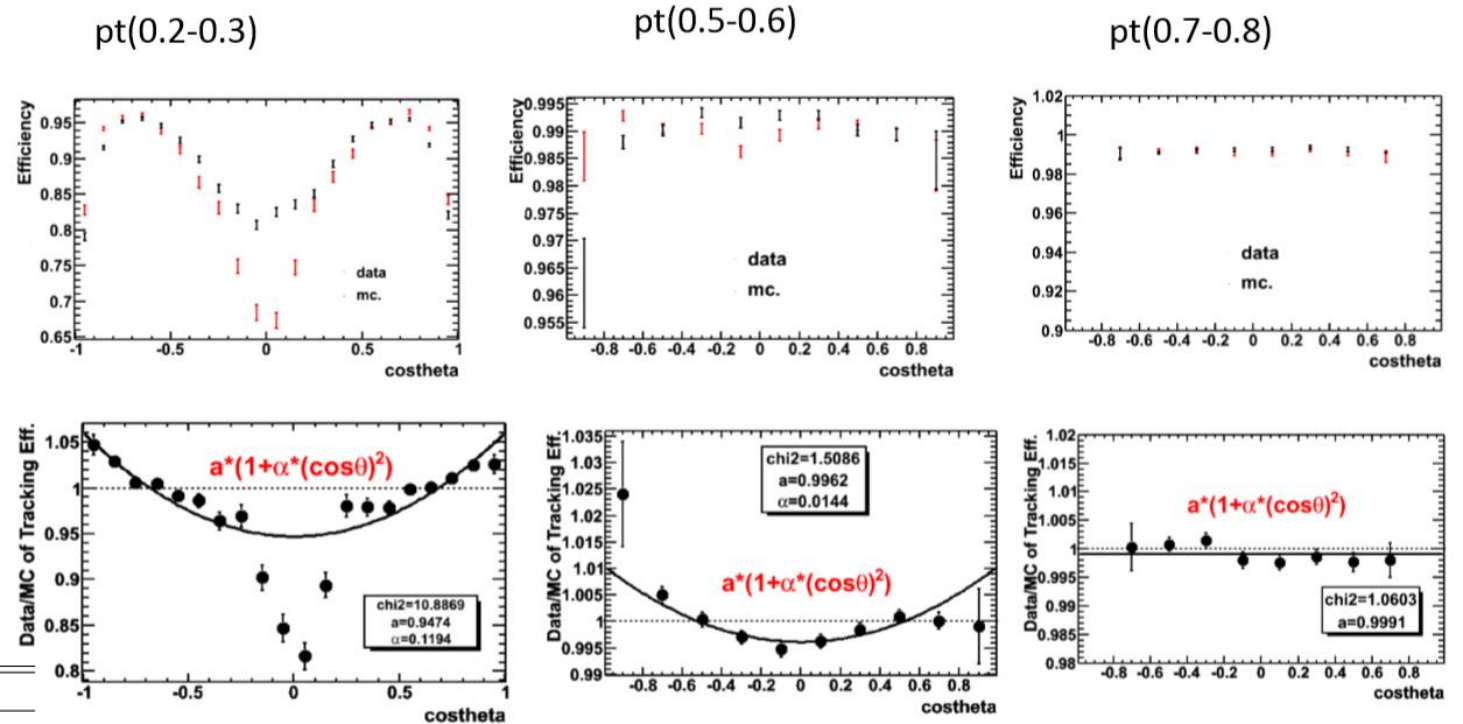 pt(0.2-0.3)
pt(0.5-0.6)
pt(0.7-0.8)
Efficiency
0.95
0.9
0.85
0.8
0.75
0.7
0.65
data
mc.
-1 -0.5 0 0.5 1
costheta
Efficiency
0.995
0.99
0.985
0.98
0.975
0.97
0.965
0.96
0.955
data
mc.
-0.8 -0.6 -0.4 -0.2 0 0.2 0.4 0.6 0.8
costheta
Efficiency
1.02
1
0.98
0.96
0.94
0.92
0.9
data
mc.
-0.8 -0.6 -0.4 -0.2 0 0.2 0.4 0.6 0.8
costheta
Data/MC of Tracking Eff.
1.05
1
0.95
0.9
0.85
0.8
a*(1+α*(cosθ)²)
chi2=10.8869
a=0.9474
α=0.1194
-1 -0.5 0 0.5 1
costheta
Data/MC of Tracking Eff.
1.035
1.03
1.025
1.02
1.015
1.01
1.005
1
0.995
0.99
chi2=1.5086
a=0.9962
α=0.0144
a*(1+α*(cosθ)²)
-0.8 -0.6 -0.4 -0.2 0 0.2 0.4 0.6 0.8
costheta
Data/MC of Tracking Eff.
1.02
1.015
1.01
1.005
1
0.995
0.99
0.985
0.98
a*(1+α*(cosθ)²)
chi2=1.0603
a=0.9991
-0.8 -0.6 -0.4 -0.2 0 0.2 0.4 0.6 0.8
costheta